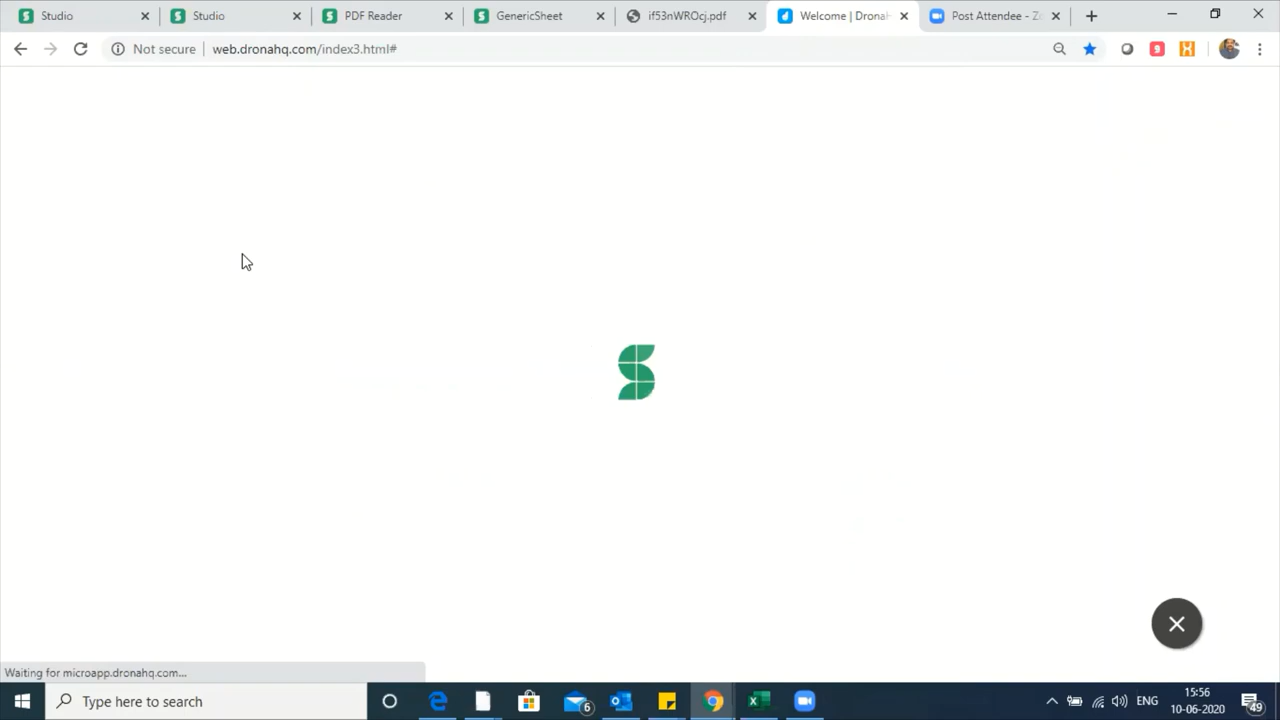 Studio
Studio
PDF Reader
GenericSheet
if53nWROcj.pdf
Welcome | Dronah
Post Attendee - Zo
Not secure
web.dronahq.com/index3.html#
Waiting for microapp.dronahq.com...
Type here to search
6
ENG
15:56
10-06-2020
49